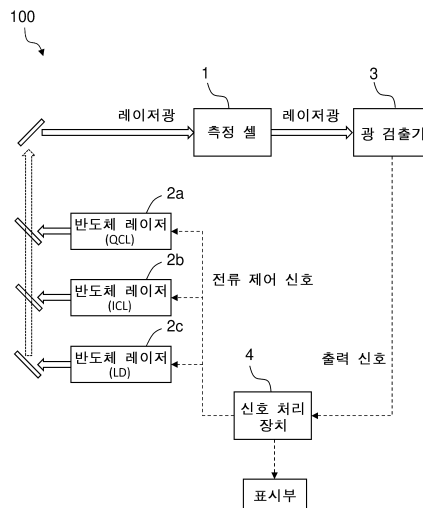 100
1
3
레이저광
레이저광
측정 셀
광 검출기
2a
반도체 레이저
(QCL)
2b
반도체 레이저
(ICL)
2c
반도체 레이저
(LD)
전류 제어 신호
출력 신호
4
신호 처리
장치
표시부